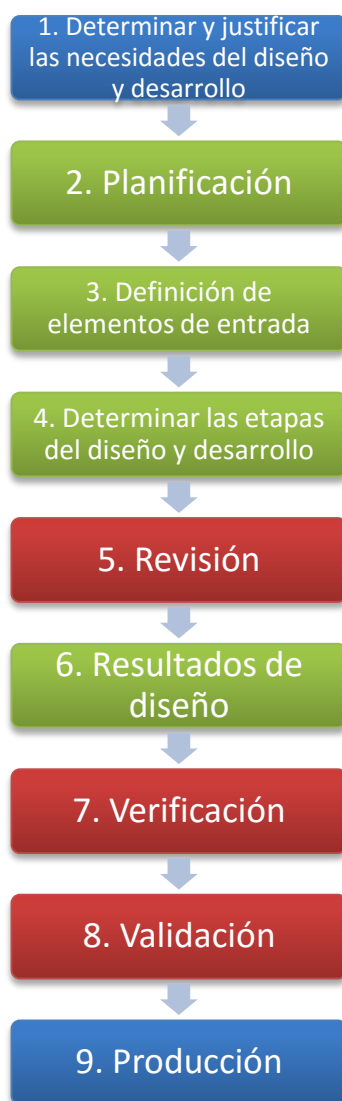 1. Determinar y justificar
las necesidades del diseño
y desarrollo
2. Planificación
3. Definición de
elementos de entrada
4. Determinar las etapas
del diseño y desarrollo
5. Revisión
6. Resultados de
diseño
7. Verificación
8. Validación
9. Producción